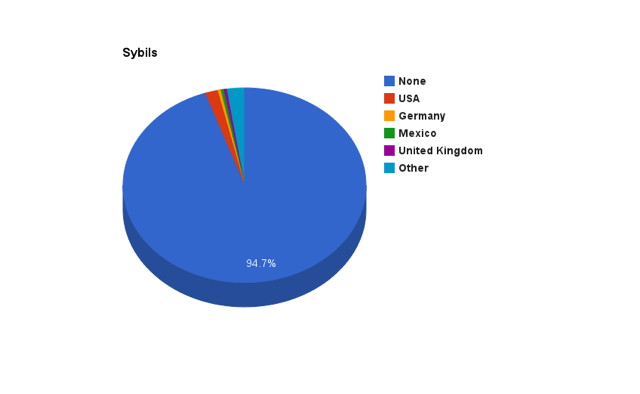 Sybils
None
USA
Germany
Mexico
United Kingdom
Other
94.7%